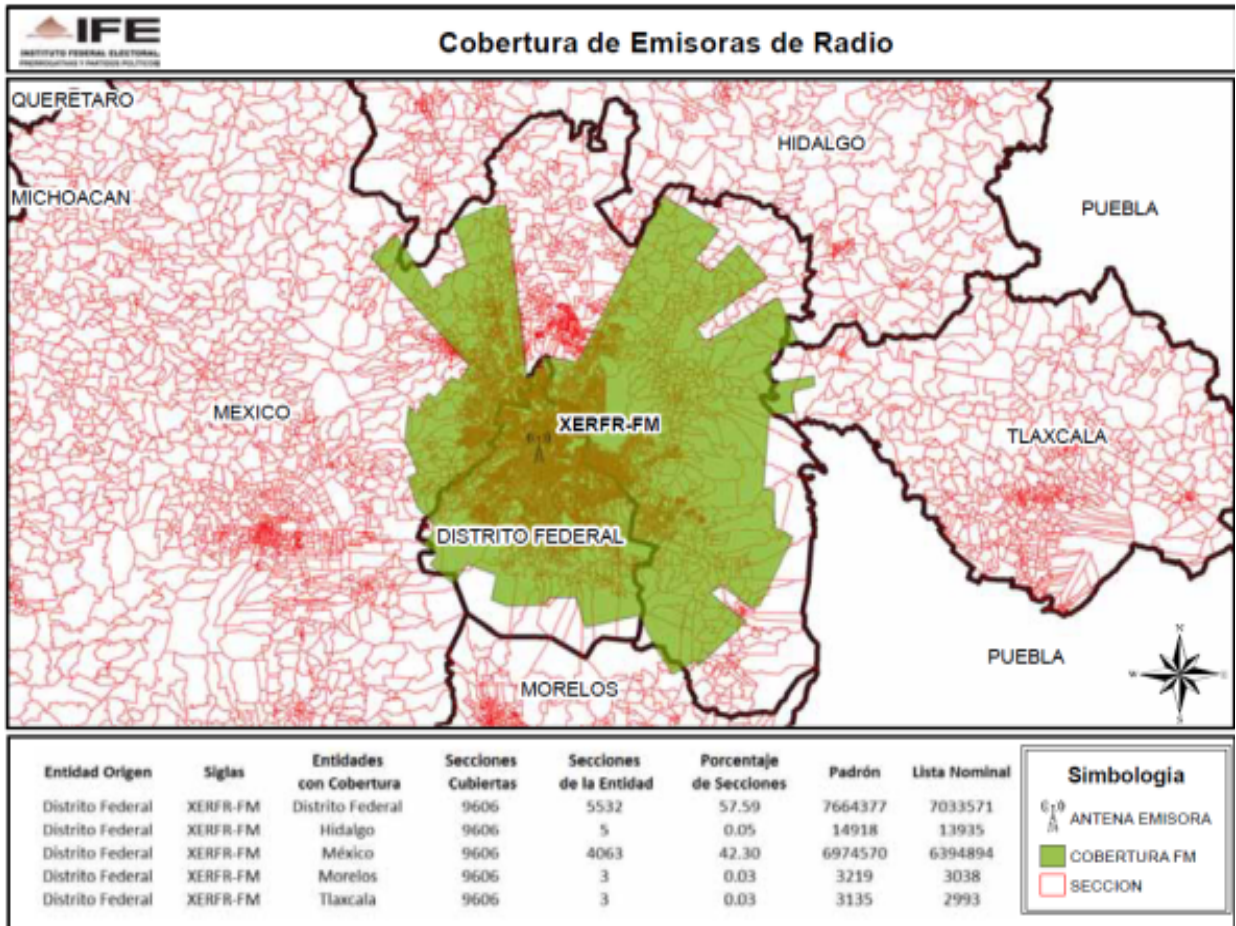 IFE
INSTITUTO FEDERAL ELECTORAL
PRERROGATIVAS Y PARTIDOS POLÍTICOS
Cobertura de Emisoras de Radio
QUERÉTARO
HIDALGO
MICHOACAN
PUEBLA
MEXICO
XERFR-FM
TLAXCALA
DISTRITO FEDERAL
PUEBLA
MORELOS
N
W
E
S
Entidad Origen Siglas Entidades con Cobertura Secciones Cubiertas Secciones de la Entidad Porcentaje de Secciones Padrón Lista Nominal
Distrito Federal XERFR-FM Distrito Federal 9606 5532 57.59 7664377 7033571
Distrito Federal XERFR-FM Hidalgo 9606 5 0.05 14918 13935
Distrito Federal XERFR-FM México 9606 4063 42.30 6974570 6394894
Distrito Federal XERFR-FM Morelos 9606 3 0.03 3219 3038
Distrito Federal XERFR-FM Tlaxcala 9606 3 0.03 3135 2993
Simbologia
ANTENA EMISORA
COBERTURA FM
SECCION